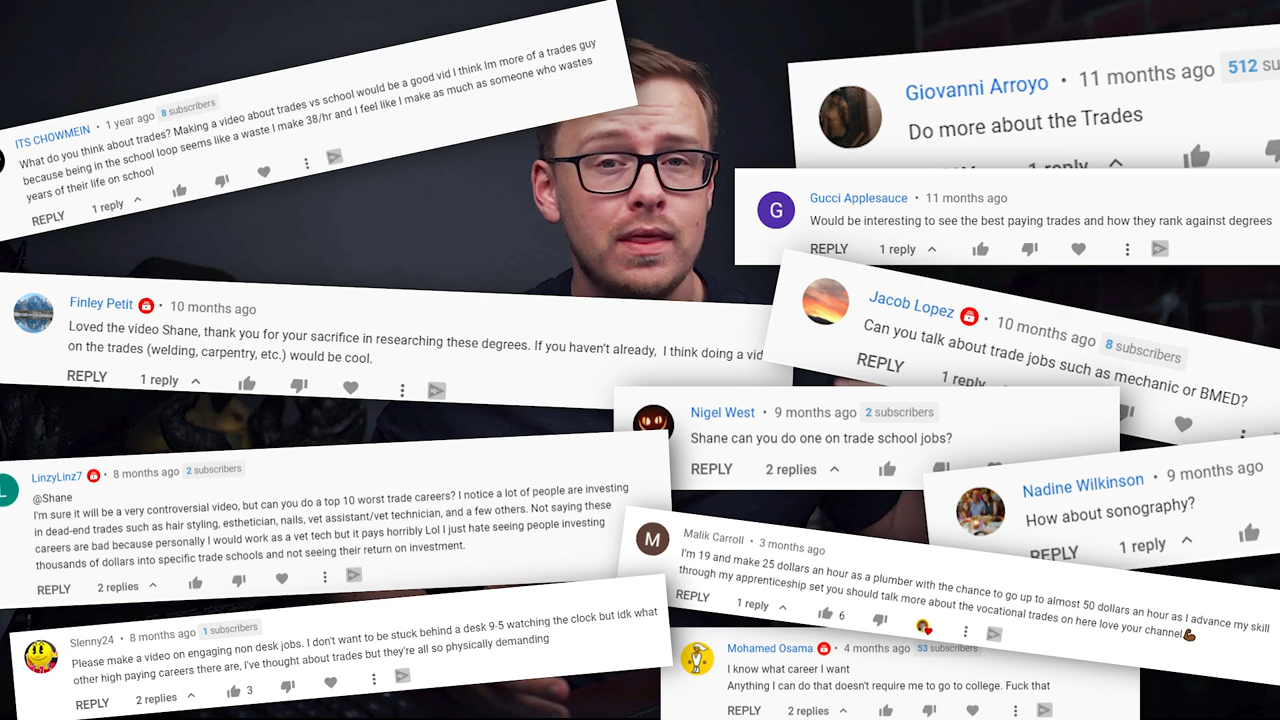 ITS CHOWMEIN • 1 year ago 8 subscribers
What do you think about trades? Making a video about trades vs school would be a good vid I think Im more of a trades guy
because being in the school loop seems like a waste I make 38/hr and I feel like I make as much as someone who wastes
years of their life on school
REPLY 1 reply
Giovanni Arroyo • 11 months ago 512 su
Do more about the Trades
1 reply
G
Gucci Applesauce • 11 months ago
Would be interesting to see the best paying trades and how they rank against degrees
REPLY 1 reply
Finley Petit • 10 months ago
Loved the video Shane, thank you for your sacrifice in researching these degrees. If you haven't already, I think doing a vid
on the trades (welding, carpentry, etc.) would be cool.
REPLY 1 reply
Jacob Lopez • 10 months ago 8 subscribers
Can you talk about trade jobs such as mechanic or BMED?
REPLY 1 reply
Nigel West • 9 months ago 2 subscribers
Shane can you do one on trade school jobs?
REPLY 2 replies
L
LinzyLinz7 • 8 months ago 2 subscribers
@Shane
I'm sure it will be a very controversial video, but can you do a top 10 worst trade careers? I notice a lot of people are investing
in dead-end trades such as hair styling, esthetician, nails, vet assistant/vet technician, and a few others. Not saying these
careers are bad because personally I would work as a vet tech but it pays horribly Lol I just hate seeing people investing
thousands of dollars into specific trade schools and not seeing their return on investment.
REPLY 2 replies
Nadine Wilkinson • 9 months ago
How about sonography?
REPLY 1 reply
M
Malik Carroll • 3 months ago
I'm 19 and make 25 dollars an hour as a plumber with the chance to go up to almost 50 dollars an hour as I advance my skill
through my apprenticeship set you should talk more about the vocational trades on here love your channel💪🏾
REPLY 1 reply 6
Slenny24 • 8 months ago 1 subscribers
Please make a video on engaging non desk jobs. I don't want to be stuck behind a desk 9-5 watching the clock but idk what
other high paying careers there are, I've thought about trades but they're all so physically demanding
REPLY 2 replies 3
Mohamed Osama • 4 months ago 53 subscribers
I know what career I want
Anything I can do that doesn't require me to go to college. Fuck that
REPLY 2 replies